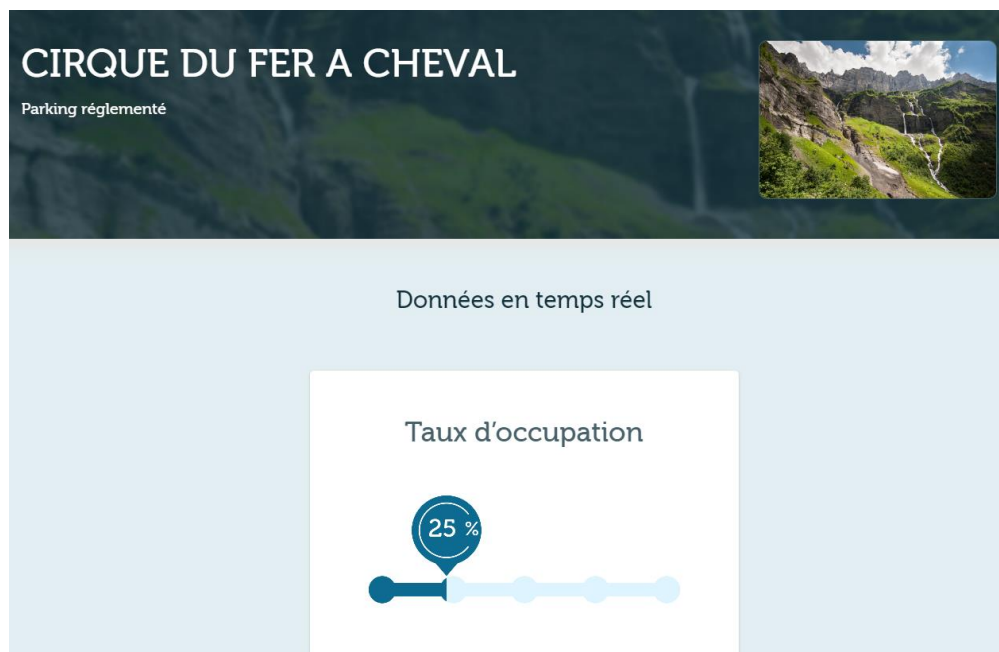 CIRQUE DU FER A CHEVAL
Parking réglementé
Données en temps réel
Taux d’occupation
25 %